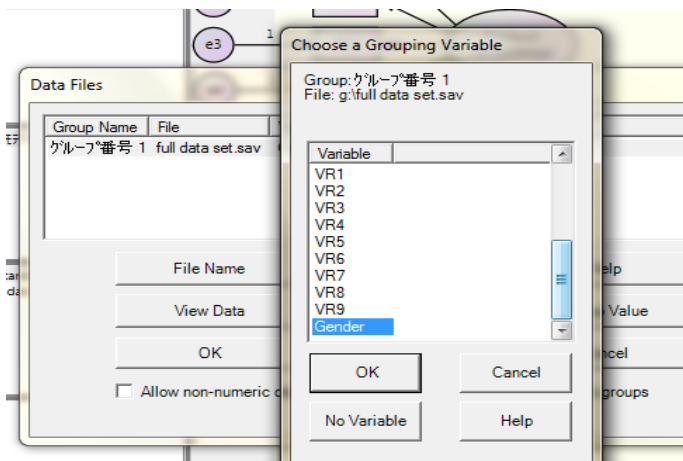 e3
1
Data Files
Group Name File
グループ番号 1 full data set.sav
File Name
View Data
OK
Allow non-numeric
Choose a Grouping Variable
Group:グループ番号 1
File: g:\full data set.sav
Variable
VR1
VR2
VR3
VR4
VR5
VR6
VR7
VR8
VR9
Gender
OK Cancel
No Variable Help
Value
groups